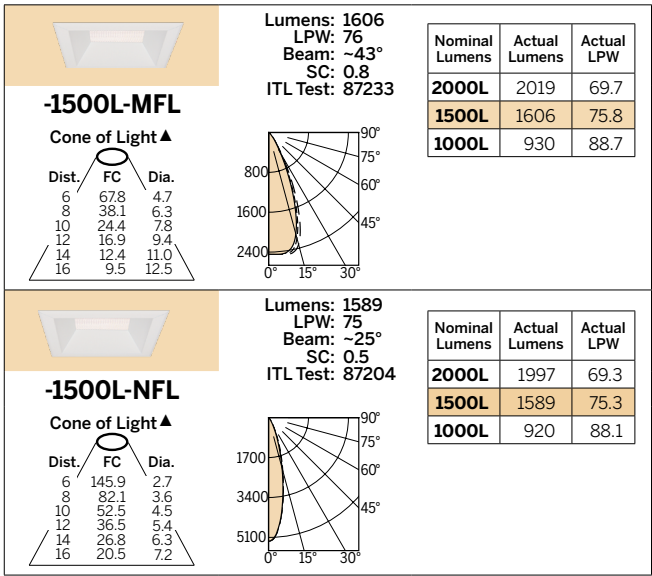 Lumens: 1606
LPW: 76
Beam: ~43°
SC: 0.8
ITL Test: 87233
-1500L-MFL
Cone of Light▲
Dist. FC Dia.
6 67.8 4.7
8 38.1 6.3
10 24.4 7.8
12 16.9 9.4
14 12.4 11.0
16 9.5 12.5
90°
75°
800
60°
1600
45°
2400
0° 15° 30°
Nominal Lumens Actual Lumens Actual LPW
2000L 2019 69.7
1500L 1606 75.8
1000L 930 88.7
Lumens: 1589
LPW: 75
Beam: ~25°
SC: 0.5
ITL Test: 87204
-1500L-NFL
Cone of Light▲
Dist. FC Dia.
6 145.9 2.7
8 82.1 3.6
10 52.5 4.5
12 36.5 5.4
14 26.8 6.3
16 20.5 7.2
90°
75°
1700
60°
3400
45°
5100
0° 15° 30°
Nominal Lumens Actual Lumens Actual LPW
2000L 1997 69.3
1500L 1589 75.3
1000L 920 88.1